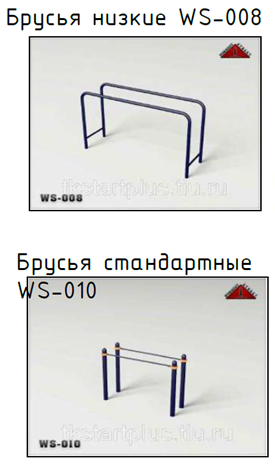 Брусья низкие WS-008
tkstartplus.tiu.ru
WS-008
Брусья стандартные
WS-010
tkstartplus.tiu.ru
WS-010